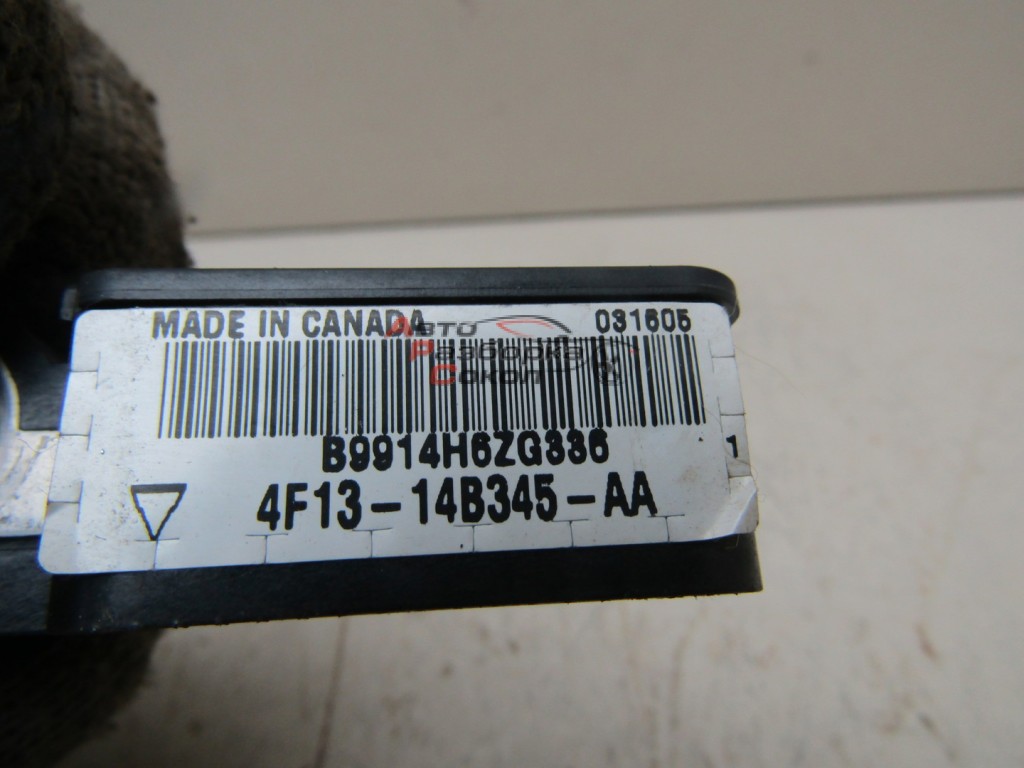 MADE IN CANADA 031605
Авто
Разборка
Сокол
B9914H6ZG336
1
4F13-14B345-AA